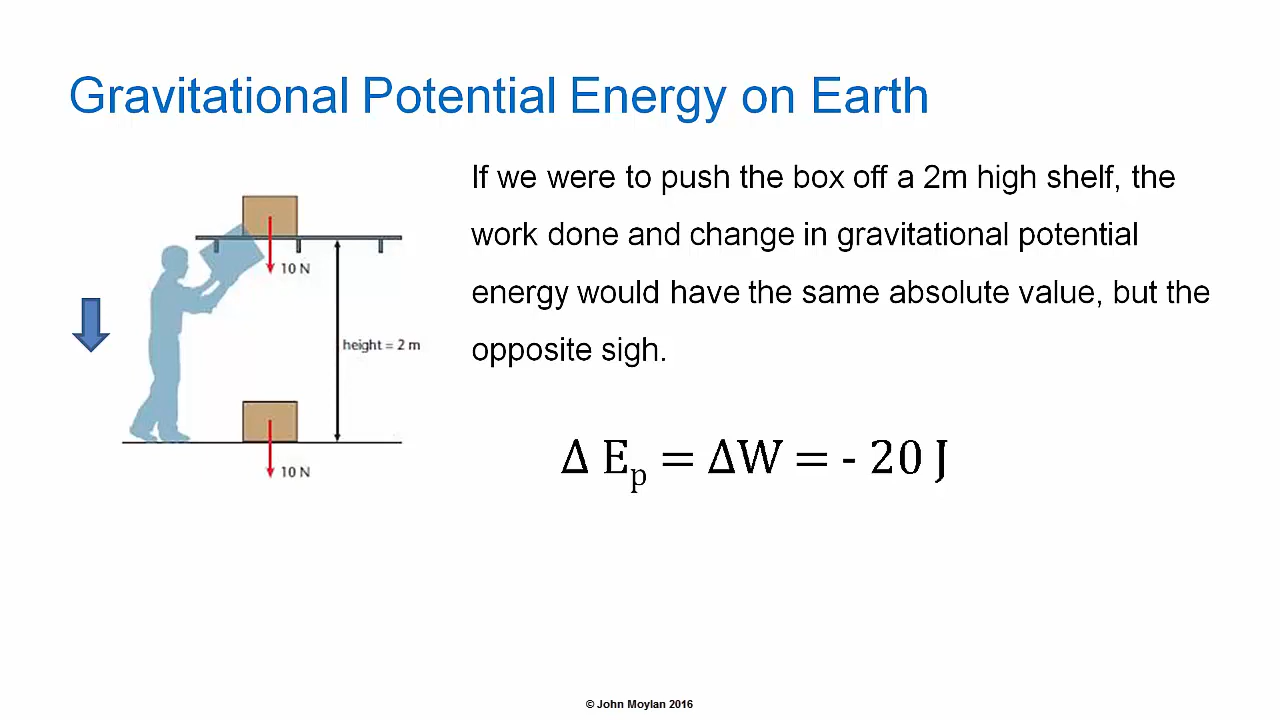 Gravitational Potential Energy on Earth
If we were to push the box off a 2m high shelf, the
work done and change in gravitational potential
energy would have the same absolute value, but the
opposite sigh.
10 N
height = 2 m
10 N
Δ Eₚ = ΔW = - 20 J
© John Moylan 2016